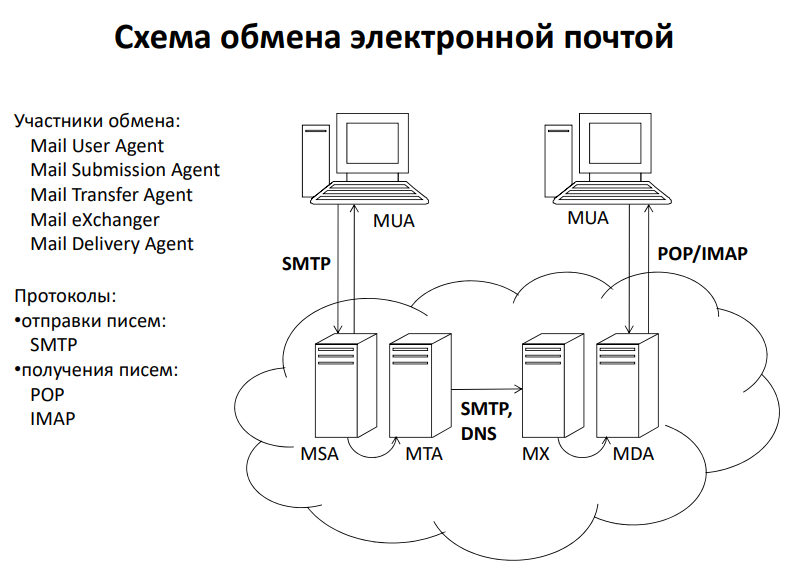 Схема обмена электронной почтой
Участники обмена:
Mail User Agent
Mail Submission Agent
Mail Transfer Agent
Mail eXchanger
Mail Delivery Agent
Протоколы:
•отправки писем:
SMTP
•получения писем:
POP
IMAP
MUA
MUA
SMTP
POP/IMAP
SMTP,
DNS
MSA
MTA
MX
MDA